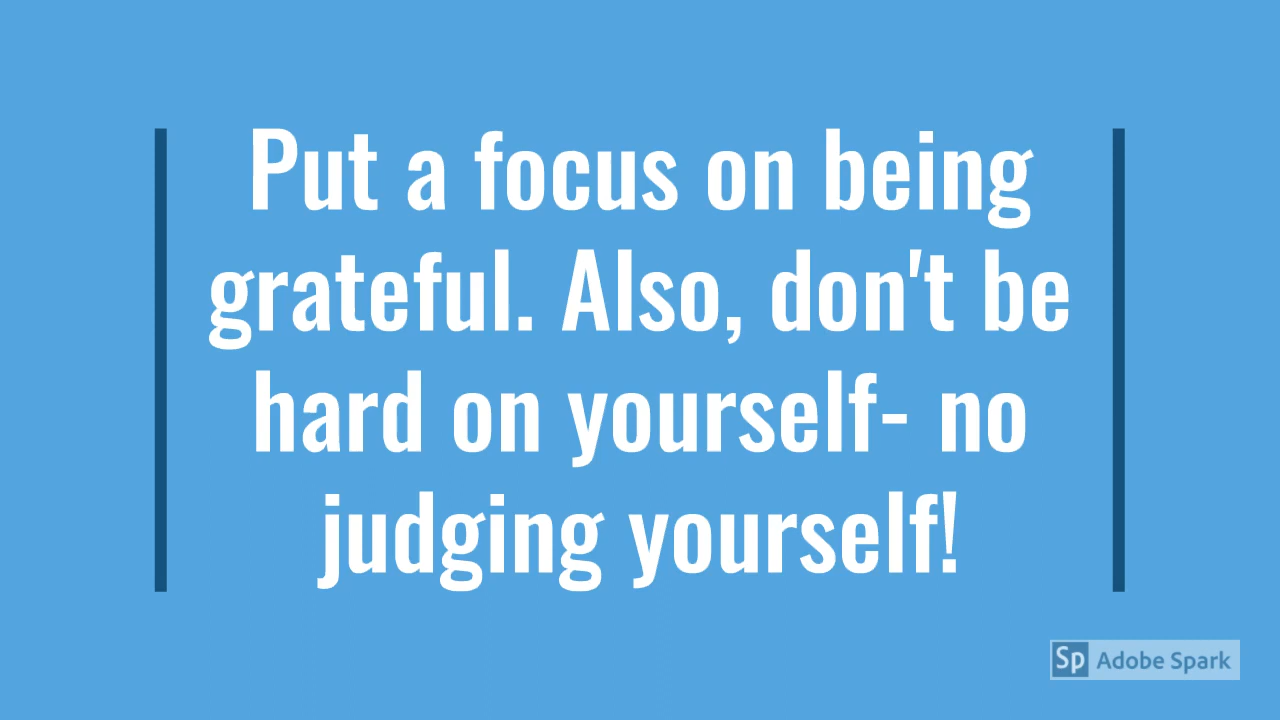 Put a focus on being
grateful. Also, don't be
hard on yourself- no
judging yourself!
Sp Adobe Spark